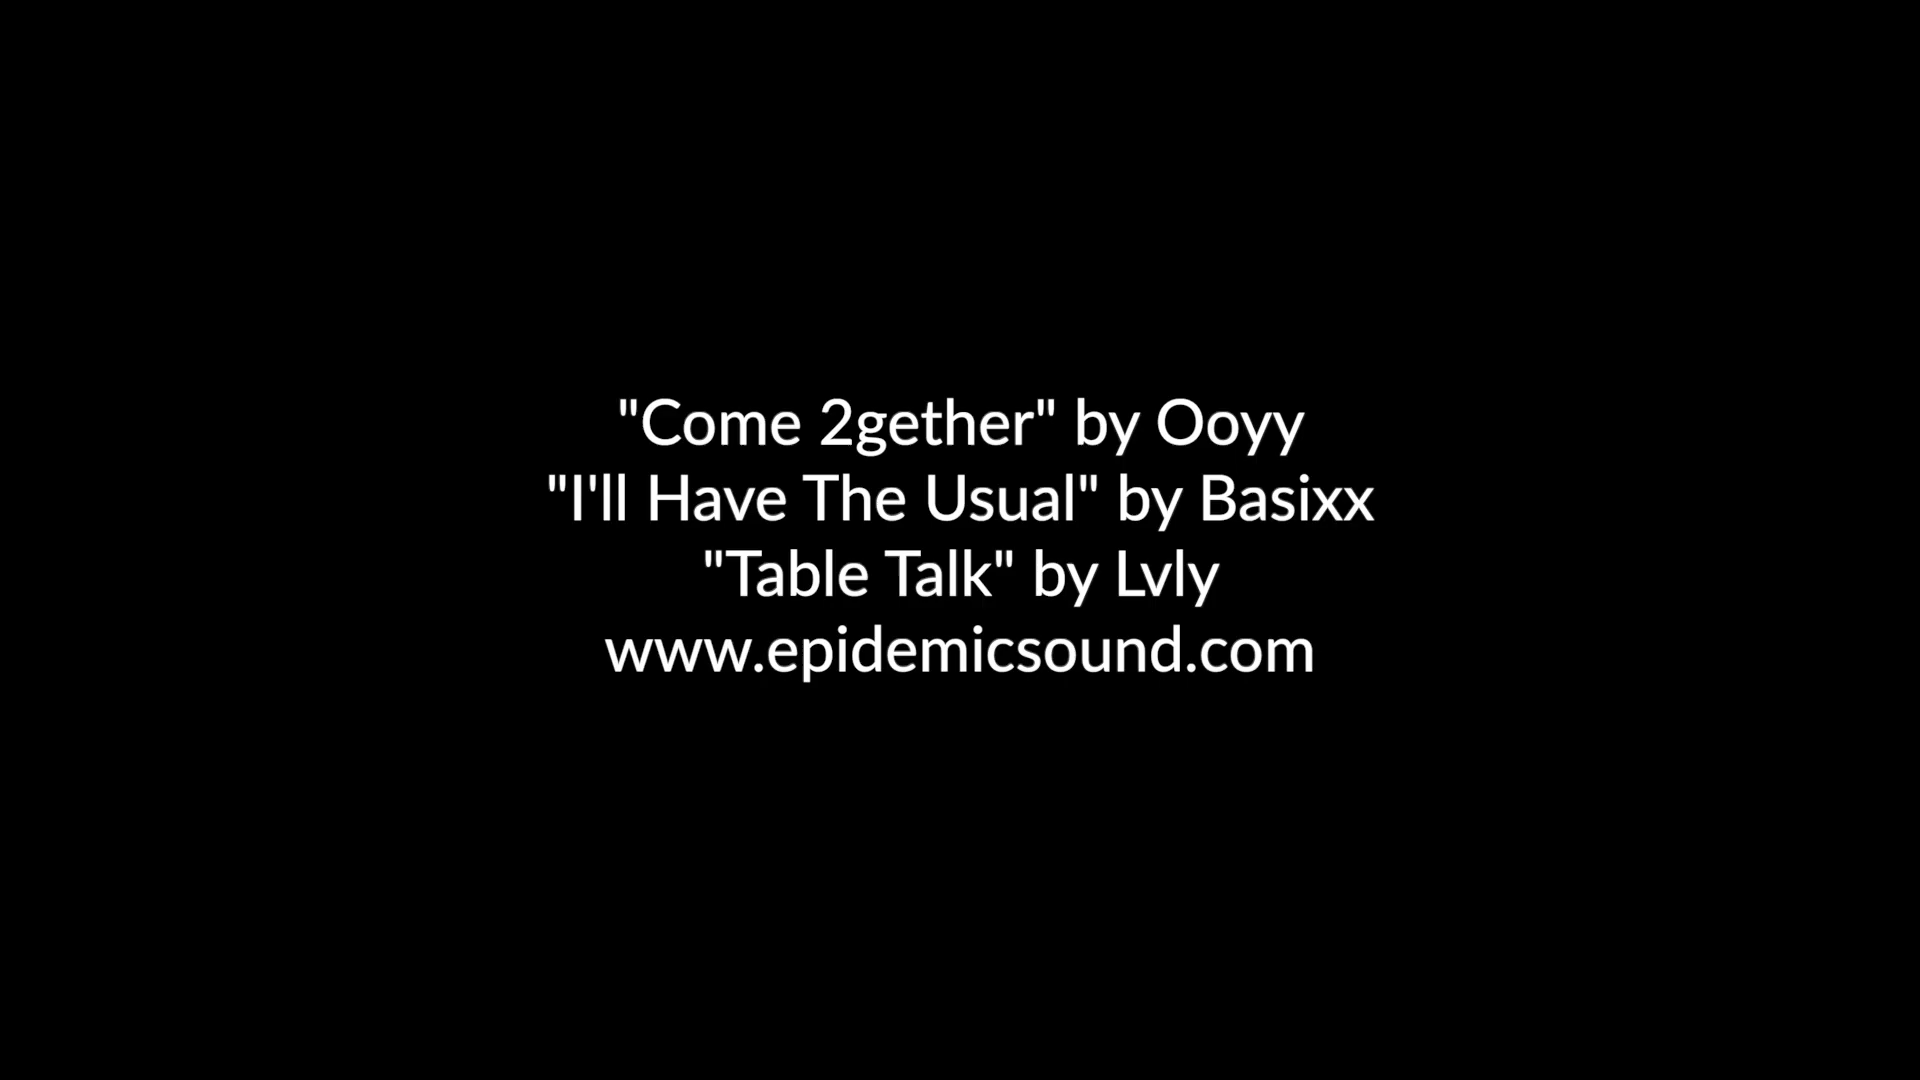 "Come 2gether" by Ooyy
"I'll Have The Usual" by Basixx
"Table Talk" by Lvly
www.epidemicsound.com